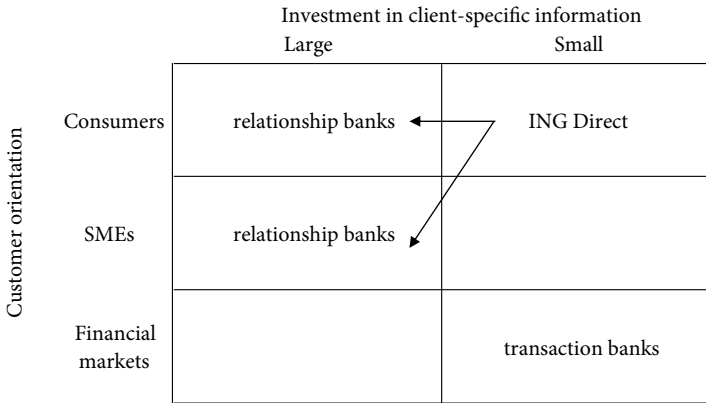 Investment in client-specific information
Large Small
Customer orientation
Consumers relationship banks ING Direct
SMEs relationship banks
Financial
markets
transaction banks